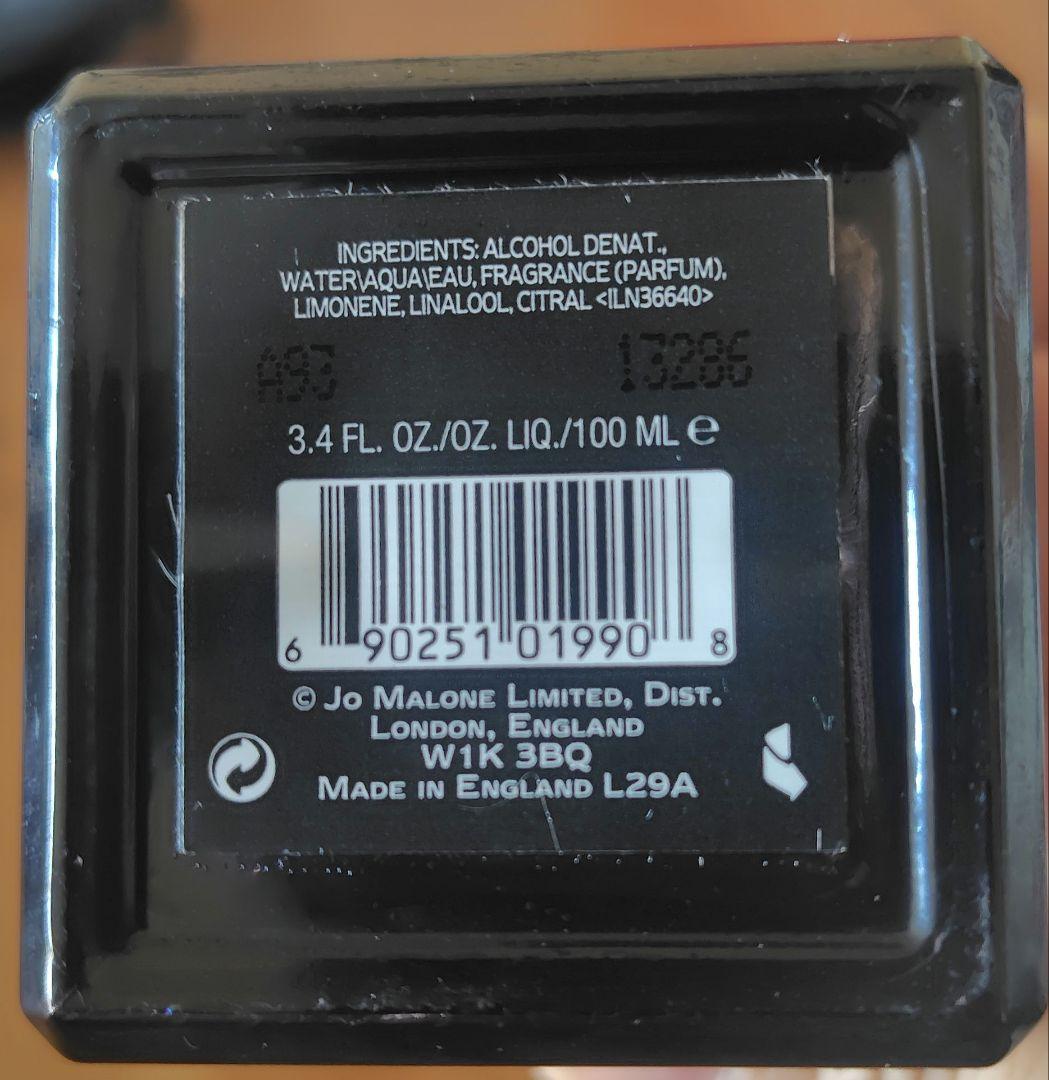 INGREDIENTS: ALCOHOL DENAT.,
WATER\AQUA\EAU, FRAGRANCE (PARFUM),
LIMONENE, LINALOOL, CITRAL <ILN36640>
A93 13286
3.4 FL. OZ./OZ. LIQ./100 ML ℮
6 90251 01990 8
© JO MALONE LIMITED, DIST.
LONDON, ENGLAND
W1K 3BQ
MADE IN ENGLAND L29A